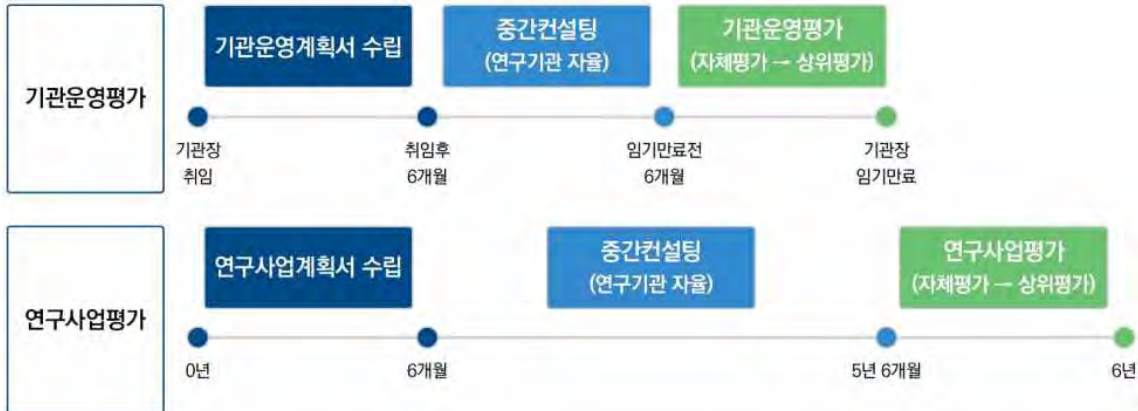 기관운영평가
기관운영계획서 수립
중간컨설팅
(연구기관 자율)
기관운영평가
(자체평가 → 상위평가)
기관장
취임
취임후
6개월
임기만료전
6개월
기관장
임기만료
연구사업평가
연구사업계획서 수립
중간컨설팅
(연구기관 자율)
연구사업평가
(자체평가 → 상위평가)
0년
6개월
5년 6개월
6년